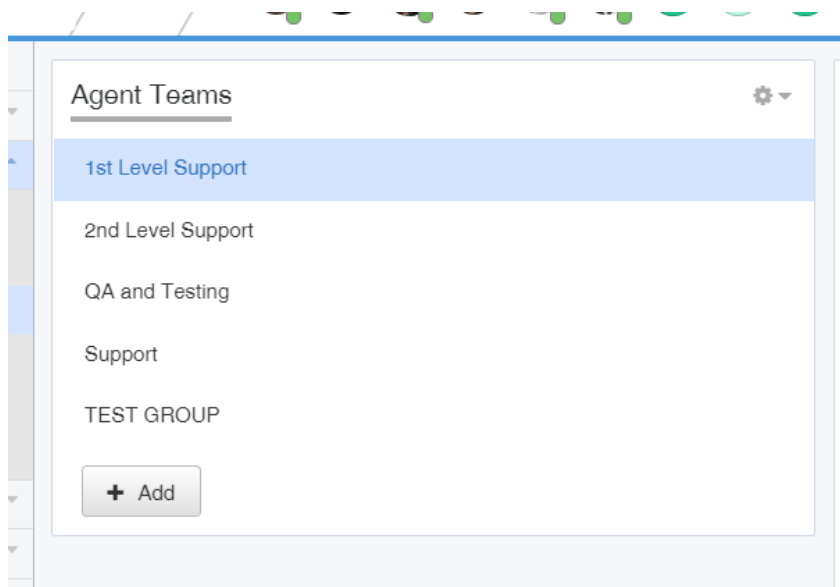 Agent Teams
1st Level Support
2nd Level Support
QA and Testing
Support
TEST GROUP
+ Add